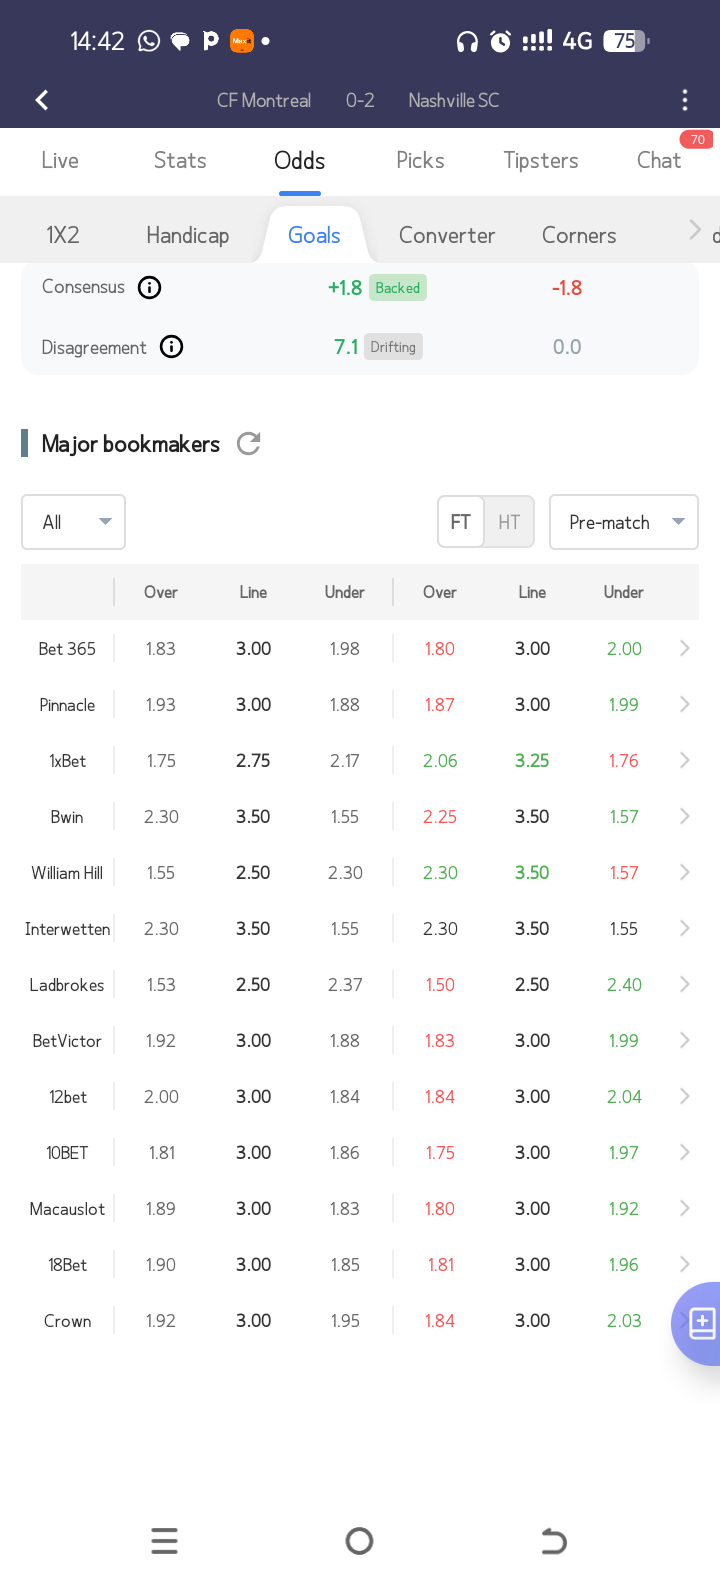 14:42 4G 75
CF Montreal 0-2 Nashville SC
70
Live Stats Odds Picks Tipsters Chat
1X2 Handicap Goals Converter Corners
Consensus +1.8 Backed -1.8
Disagreement 7.1 Drifting 0.0
Major bookmakers
All FT HT Pre-match
Over Line Under Over Line Under
Bet 365 1.83 3.00 1.98 1.80 3.00 2.00
Pinnacle 1.93 3.00 1.88 1.87 3.00 1.99
1xBet 1.75 2.75 2.17 2.06 3.25 1.76
Bwin 2.30 3.50 1.55 2.25 3.50 1.57
William Hill 1.55 2.50 2.30 2.30 3.50 1.57
Interwetten 2.30 3.50 1.55 2.30 3.50 1.55
Ladbrokes 1.53 2.50 2.37 1.50 2.50 2.40
BetVictor 1.92 3.00 1.88 1.83 3.00 1.99
12bet 2.00 3.00 1.84 1.84 3.00 2.04
10BET 1.81 3.00 1.86 1.75 3.00 1.97
Macauslot 1.89 3.00 1.83 1.80 3.00 1.92
18Bet 1.90 3.00 1.85 1.81 3.00 1.96
Crown 1.92 3.00 1.95 1.84 3.00 2.03